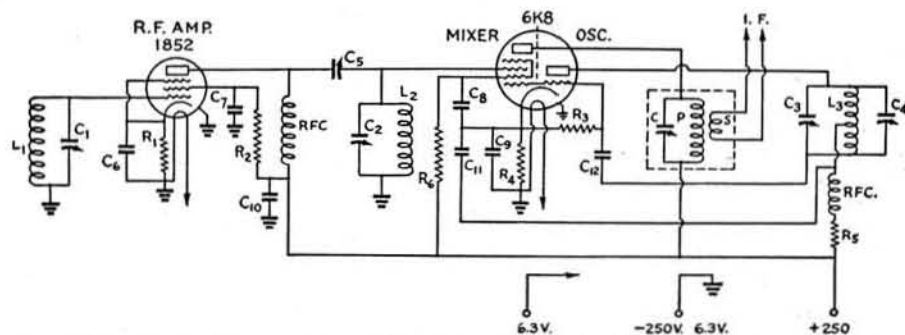 R.F. AMP.
1852
MIXER
6K8
OSC.
I. F.
C5
L1
C1
C6
R1
C7
R2
C10
RFC
C2
L2
R6
C8
C11
C9
R4
R3
C12
C
P
S
C3
L3
C4
RFC.
R5
6.3V.
-250V. 6.3V.
+250